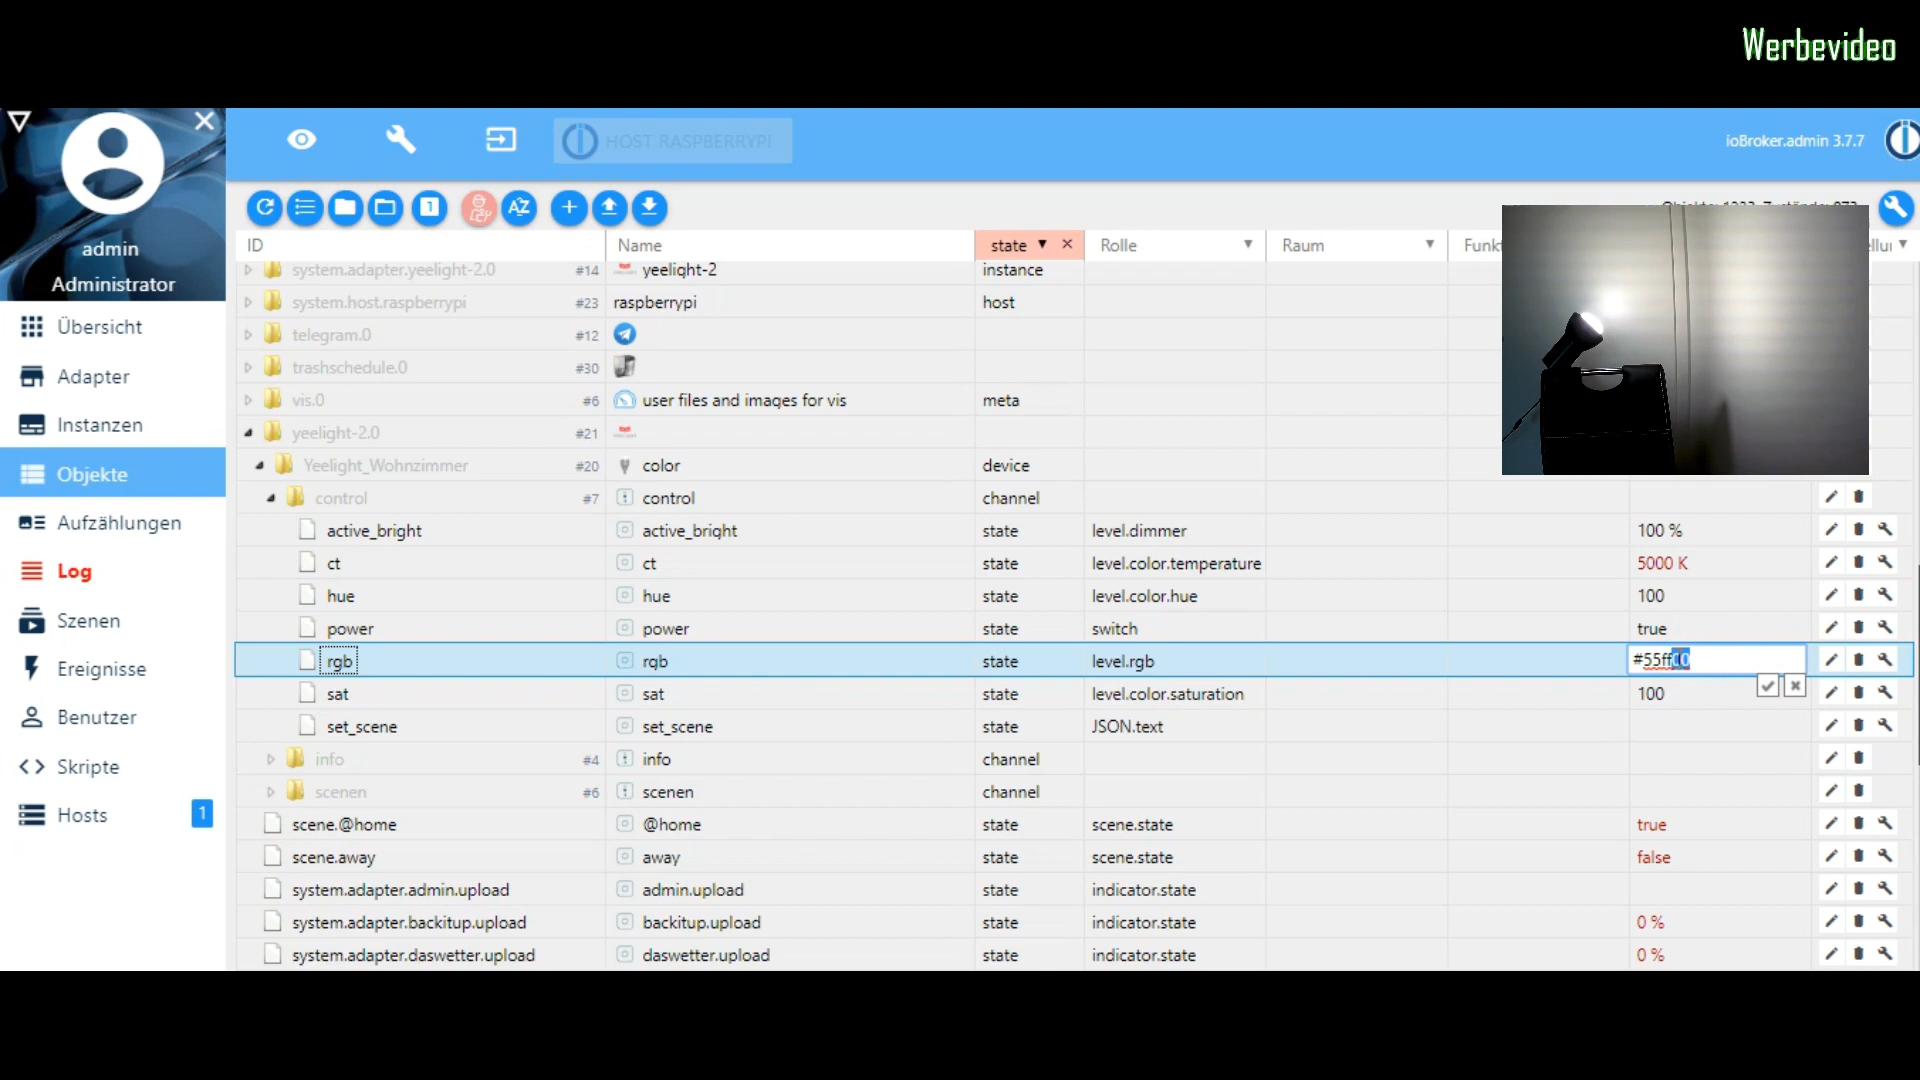 Werbevideo
HOST RASPBERRYPI
ioBroker.admin 3.7.7
admin
Administrator
Übersicht
Adapter
Instanzen
Objekte
Aufzählungen
Log
Szenen
Ereignisse
Benutzer
Skripte
Hosts 1
1
AZ
ID Name state Rolle Raum Funkt
system.adapter.yeelight-2.0 #14 yeelight-2 instance
system.host.raspberrypi #23 raspberrypi host
telegram.0 #12
trashschedule.0 #30
vis.0 #6 user files and images for vis meta
yeelight-2.0 #21
Yeelight_Wohnzimmer #20 color device
control #7 control channel
active_bright active_bright state level.dimmer 100 %
ct ct state level.color.temperature 5000 K
hue hue state level.color.hue 100
power power state switch true
rgb rgb state level.rgb #55ff00
sat sat state level.color.saturation 100
set_scene set_scene state JSON.text
info #4 info channel
scenen #6 scenen channel
scene.@home @home state scene.state true
scene.away away state scene.state false
system.adapter.admin.upload admin.upload state indicator.state
system.adapter.backitup.upload backitup.upload state indicator.state 0 %
system.adapter.daswetter.upload daswetter.upload state indicator.state 0 %